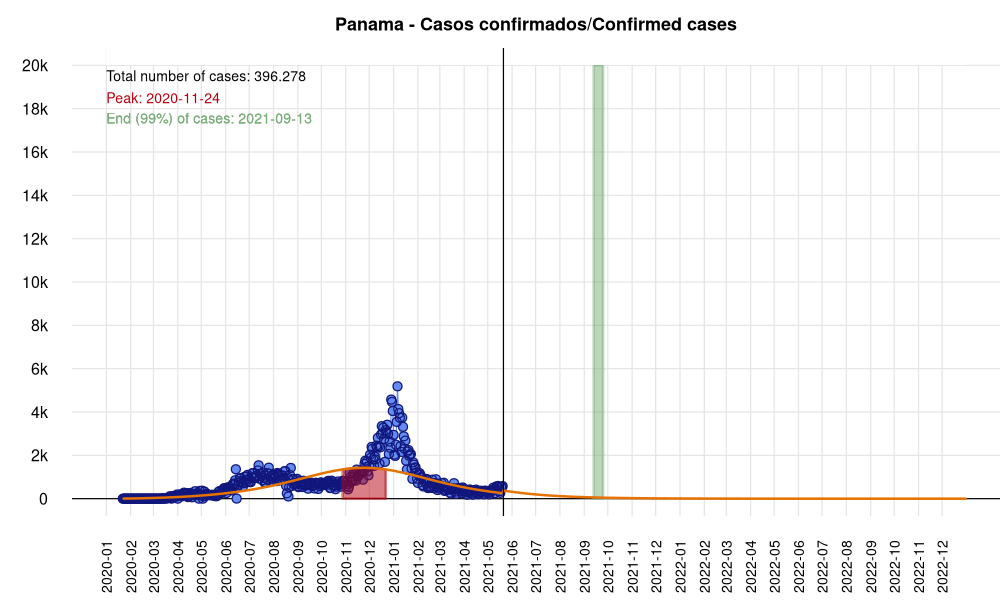 Panama - Casos confirmados/Confirmed cases
Total number of cases: 396.278
Peak: 2020-11-24
End (99%) of cases: 2021-09-13
20k
18k
16k
14k
12k
10k
8k
6k
4k
2k
0
2020-01
2020-02
2020-03
2020-04
2020-05
2020-06
2020-07
2020-08
2020-09
2020-10
2020-11
2020-12
2021-01
2021-02
2021-03
2021-04
2021-05
2021-06
2021-07
2021-08
2021-09
2021-10
2021-11
2021-12
2022-01
2022-02
2022-03
2022-04
2022-05
2022-06
2022-07
2022-08
2022-09
2022-10
2022-11
2022-12